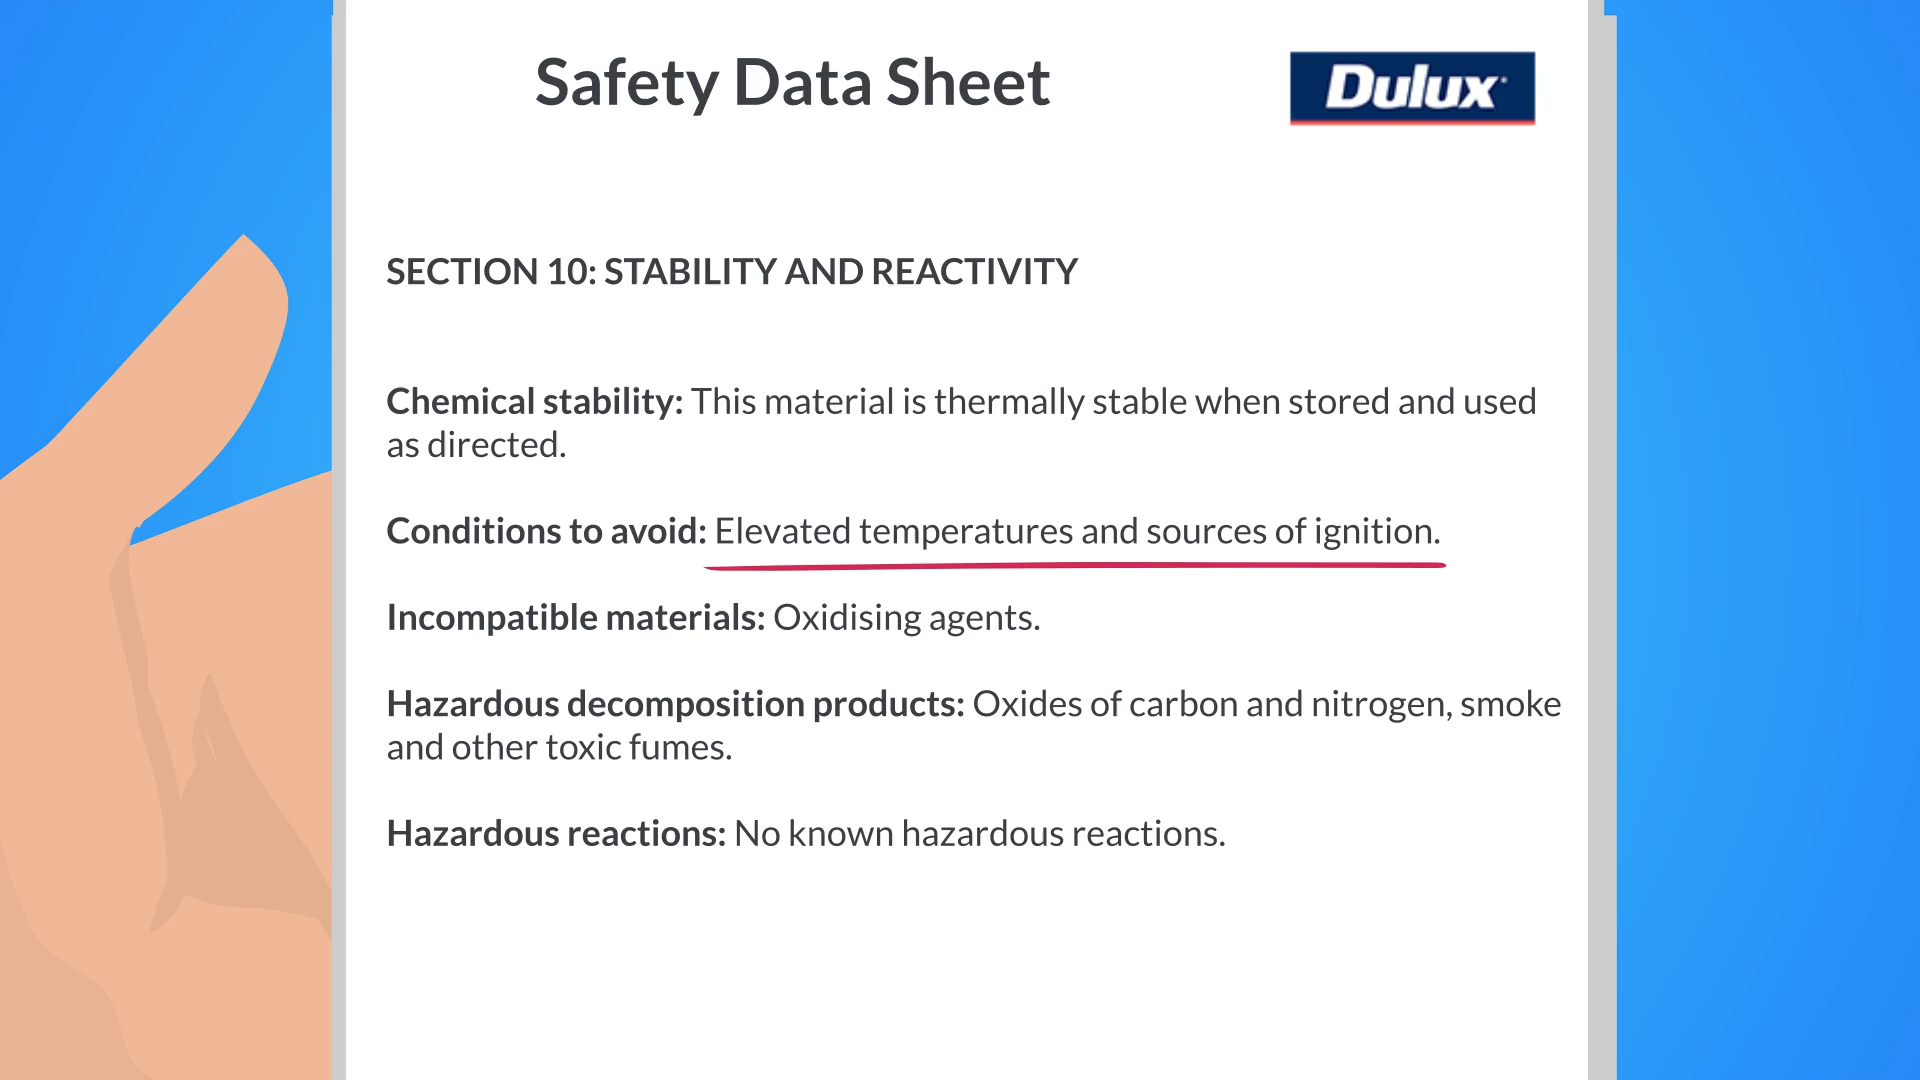 Safety Data Sheet
Dulux
SECTION 10: STABILITY AND REACTIVITY
Chemical stability: This material is thermally stable when stored and used
as directed.
Conditions to avoid: Elevated temperatures and sources of ignition.
Incompatible materials: Oxidising agents.
Hazardous decomposition products: Oxides of carbon and nitrogen, smoke
and other toxic fumes.
Hazardous reactions: No known hazardous reactions.